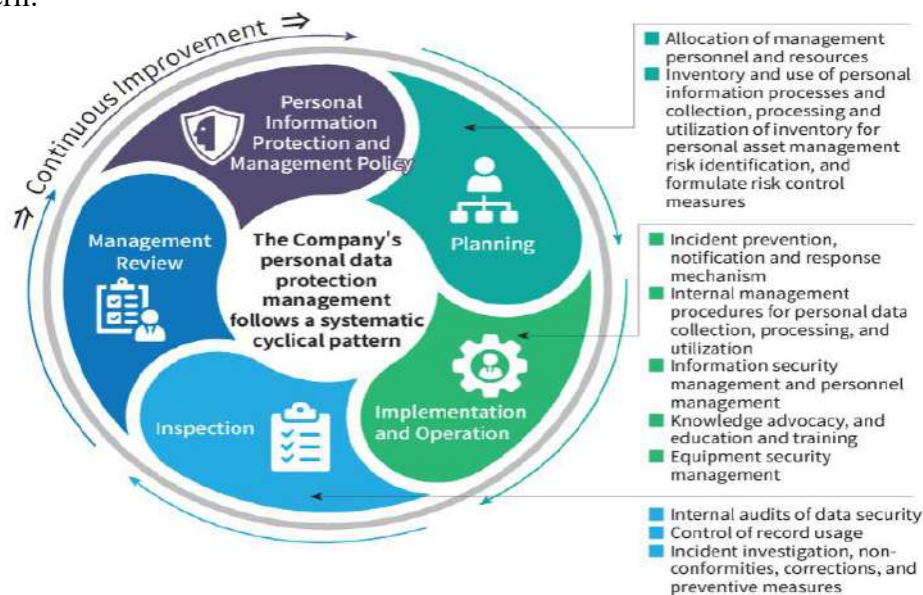 ⇒ Continuous Improvement ⇒
Personal
Information
Protection and
Management Policy
Planning
Implementation
and Operation
Inspection
Management
Review
The Company's
personal data
protection
management
follows a systematic
cyclical pattern
Allocation of management
personnel and resources
Inventory and use of personal
information processes and
collection, processing and
utilization of inventory for
personal asset management
risk identification, and
formulate risk control
measures
Incident prevention,
notification and response
mechanism
Internal management
procedures for personal data
collection, processing, and
utilization
Information security
management and personnel
management
Knowledge advocacy, and
education and training
Equipment security
management
Internal audits of data security
Control of record usage
Incident investigation, non-
conformities, corrections, and
preventive measures